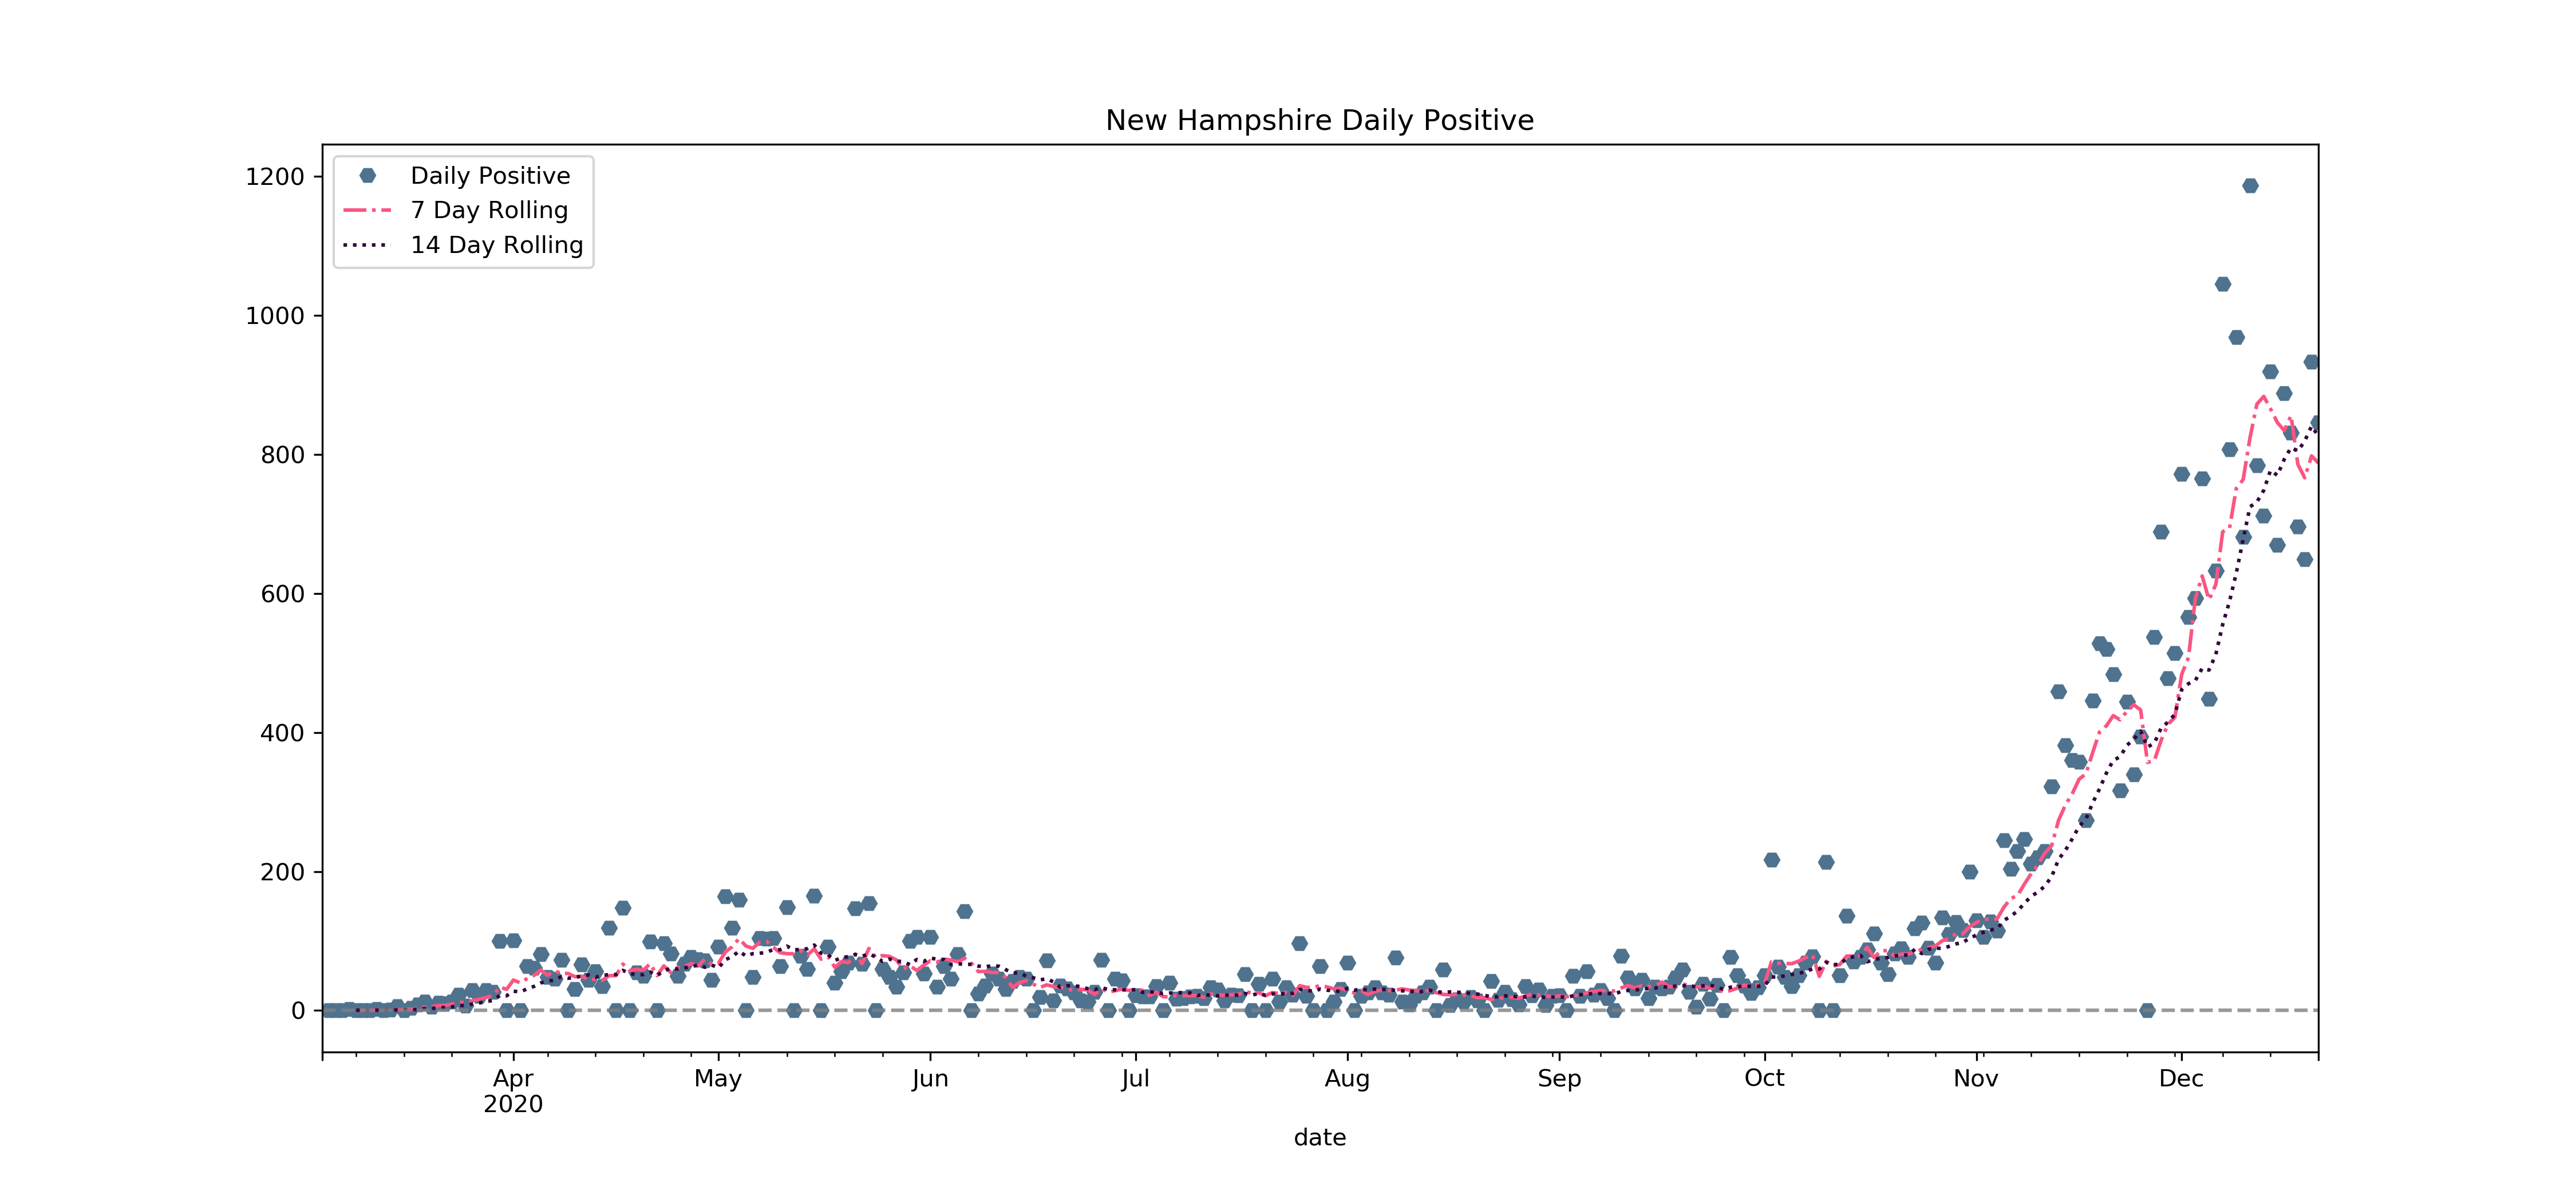 New Hampshire Daily Positive
1200
1000
800
600
400
200
0
Daily Positive
7 Day Rolling
14 Day Rolling
Apr May Jun Jul Aug Sep Oct Nov Dec
2020
date